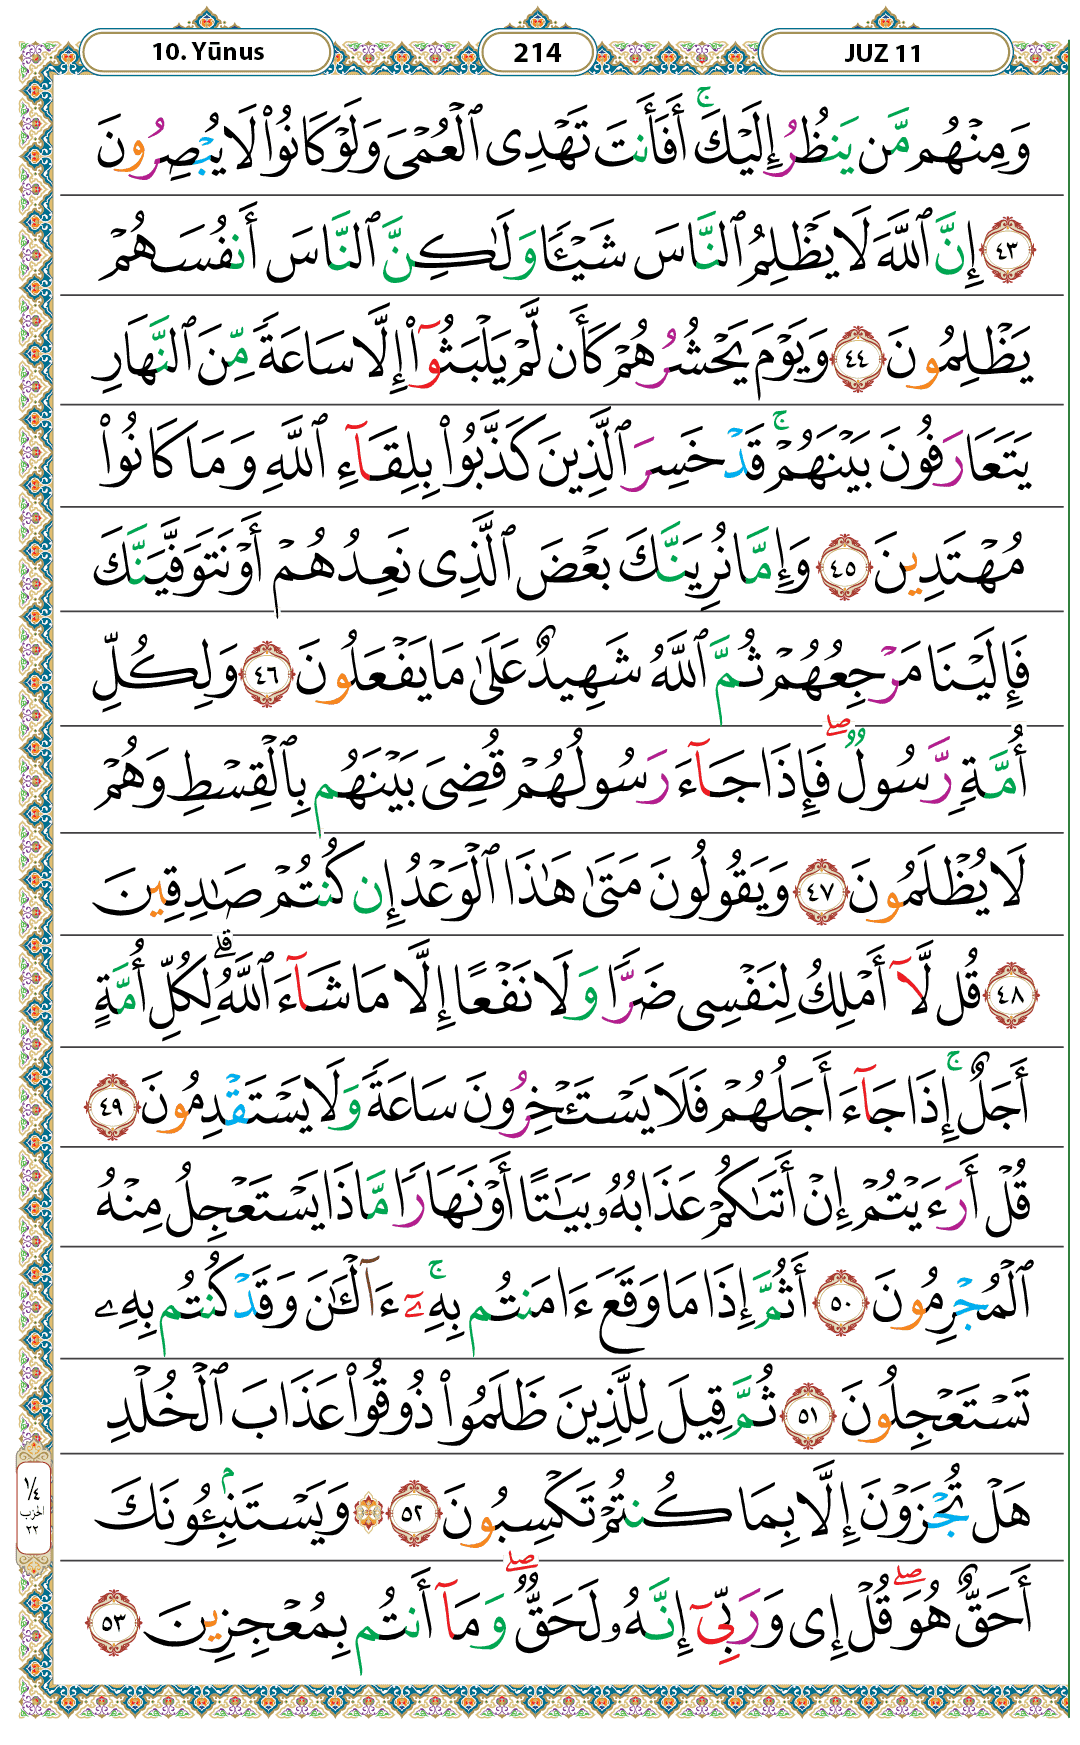 10. Yūnus 214 JUZ 11
وَمِنْهُم مَّن يَنظُرُ إِلَيْكَ ۚ أَفَأَنتَ تَهْدِى ٱلْعُمْىَ وَلَوْ كَانُوا۟ لَا يُبْصِرُونَ
٤٣ إِنَّ ٱللَّهَ لَا يَظْلِمُ ٱلنَّاسَ شَيْـًٔا وَلَـٰكِنَّ ٱلنَّاسَ أَنفُسَهُمْ
يَظْلِمُونَ ٤٤ وَيَوْمَ يَحْشُرُهُمْ كَأَن لَّمْ يَلْبَثُوٓا۟ إِلَّا سَاعَةً مِّنَ ٱلنَّهَارِ
يَتَعَارَفُونَ بَيْنَهُمْ ۚ قَدْ خَسِرَ ٱلَّذِينَ كَذَّبُوا۟ بِلِقَآءِ ٱللَّهِ وَمَا كَانُوا۟
مُهْتَدِينَ ٤٥ وَإِمَّا نُرِيَنَّكَ بَعْضَ ٱلَّذِى نَعِدُهُمْ أَوْ نَتَوَفَّيَنَّكَ
فَإِلَيْنَا مَرْجِعُهُمْ ثُمَّ ٱللَّهُ شَهِيدٌ عَلَىٰ مَا يَفْعَلُونَ ٤٦ وَلِكُلِّ
أُمَّةٍ رَّسُولٌ ۖ فَإِذَا جَآءَ رَسُولُهُمْ قُضِىَ بَيْنَهُم بِٱلْقِسْطِ وَهُمْ
لَا يُظْلَمُونَ ٤٧ وَيَقُولُونَ مَتَىٰ هَـٰذَا ٱلْوَعْدُ إِن كُنتُمْ صَـٰدِقِينَ
٤٨ قُل لَّآ أَمْلِكُ لِنَفْسِى ضَرًّا وَلَا نَفْعًا إِلَّا مَا شَآءَ ٱللَّهُ ۗ لِكُلِّ أُمَّةٍ
أَجَلٌ ۚ إِذَا جَآءَ أَجَلُهُمْ فَلَا يَسْتَـْٔخِرُونَ سَاعَةً وَلَا يَسْتَقْدِمُونَ ٤٩
قُلْ أَرَءَيْتُمْ إِنْ أَتَىٰكُمْ عَذَابُهُۥ بَيَـٰتًا أَوْ نَهَارًا مَّاذَا يَسْتَعْجِلُ مِنْهُ
ٱلْمُجْرِمُونَ ٥٠ أَثُمَّ إِذَا مَا وَقَعَ ءَامَنتُم بِهِۦٓ ۚ ءَآلْـَٔـٰنَ وَقَدْ كُنتُم بِهِۦ
تَسْتَعْجِلُونَ ٥١ ثُمَّ قِيلَ لِلَّذِينَ ظَلَمُوا۟ ذُوقُوا۟ عَذَابَ ٱلْخُلْدِ
هَلْ تُجْزَوْنَ إِلَّا بِمَا كُنتُمْ تَكْسِبُونَ ٥٢ ۞ وَيَسْتَنۢبِـُٔونَكَ
أَحَقٌّ هُوَ ۖ قُلْ إِى وَرَبِّىٓ إِنَّهُۥ لَحَقٌّ ۖ وَمَآ أَنتُم بِمُعْجِزِينَ ٥٣
١/٤
الحزب
٢٢